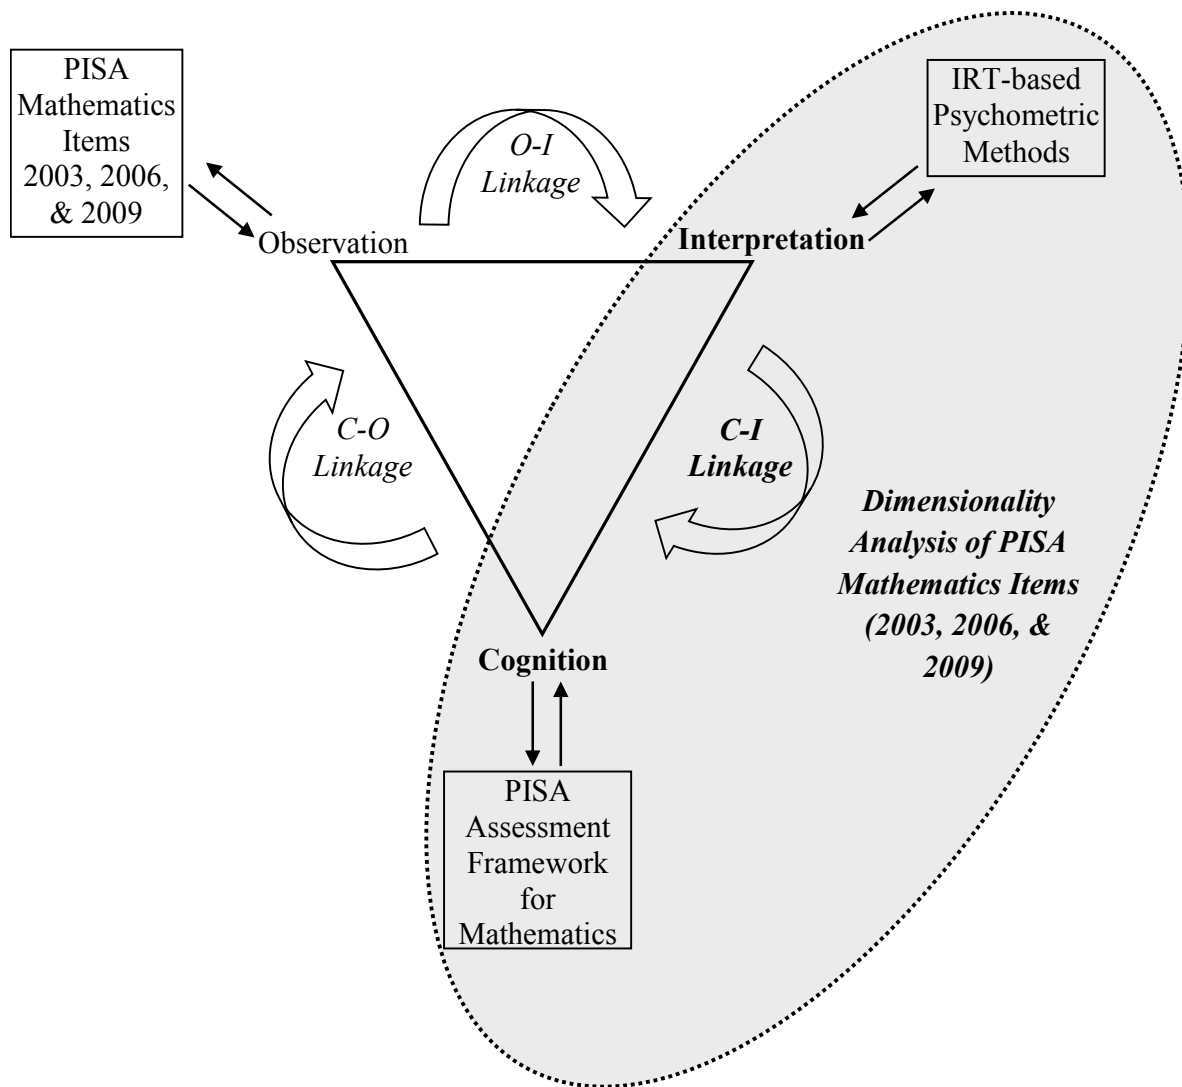 PISA
Mathematics
Items
2003, 2006,
& 2009
IRT-based
Psychometric
Methods
O-I
Linkage
Observation
Interpretation
C-O
Linkage
C-I
Linkage
Dimensionality
Analysis of PISA
Mathematics Items
(2003, 2006, &
2009)
Cognition
PISA
Assessment
Framework
for
Mathematics